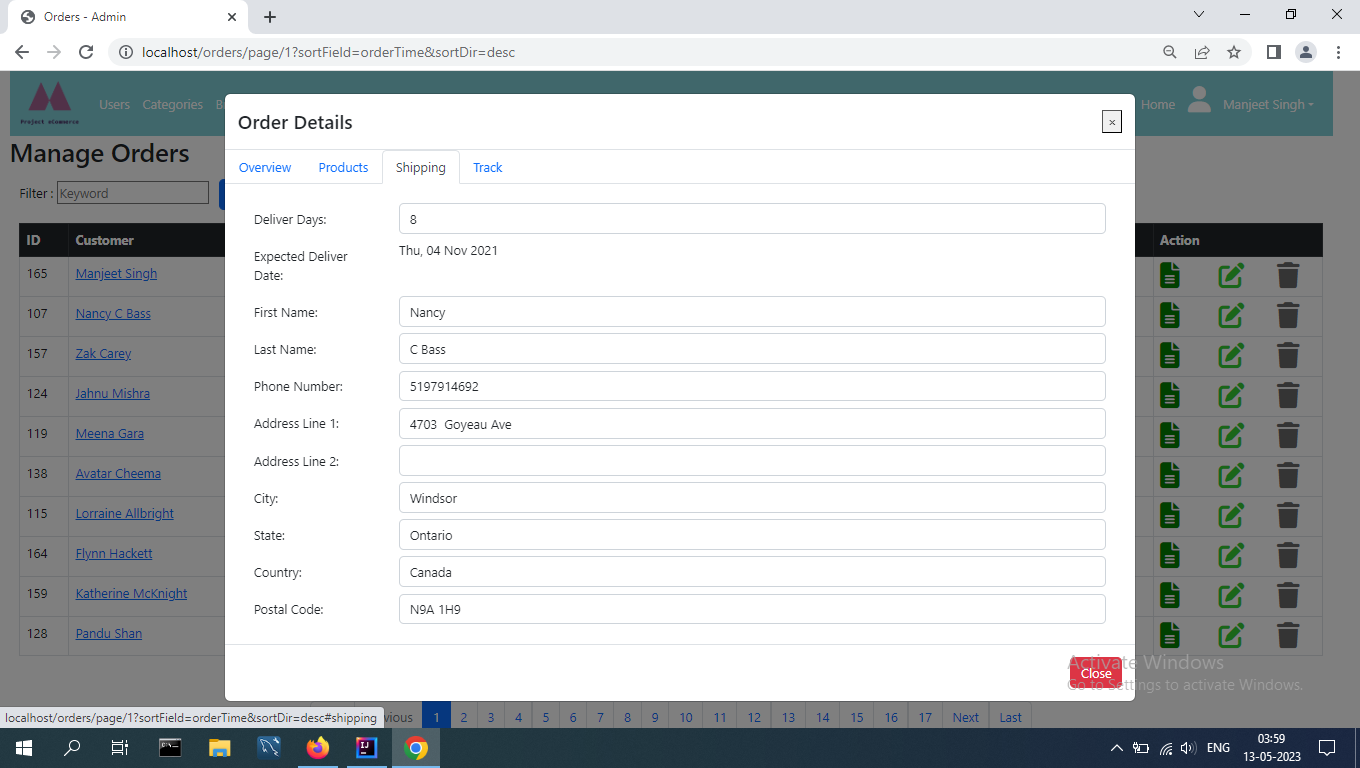 Orders - Admin
localhost/orders/page/1?sortField=orderTime&sortDir=desc
Project eCommerce
Users Categories B Home Manjeet Singh
Order Details ×
Manage Orders
Overview Products Shipping Track
Filter : Keyword
Deliver Days: 8
ID Customer Action
Expected Deliver Date: Thu, 04 Nov 2021
165 Manjeet Singh
First Name: Nancy
107 Nancy C Bass
Last Name: C Bass
157 Zak Carey
Phone Number: 5197914692
124 Jahnu Mishra
Address Line 1: 4703 Goyeau Ave
119 Meena Gara
Address Line 2:
138 Avatar Cheema
City: Windsor
115 Lorraine Allbright
State: Ontario
164 Flynn Hackett
Country: Canada
159 Katherine McKnight
Postal Code: N9A 1H9
128 Pandu Shan
Close
Activate Windows
Go to Settings to activate Windows.
localhost/orders/page/1?sortField=orderTime&sortDir=desc#shipping
vious 1 2 3 4 5 6 7 8 9 10 11 12 13 14 15 16 17 Next Last
IJ
ENG
03:59
13-05-2023